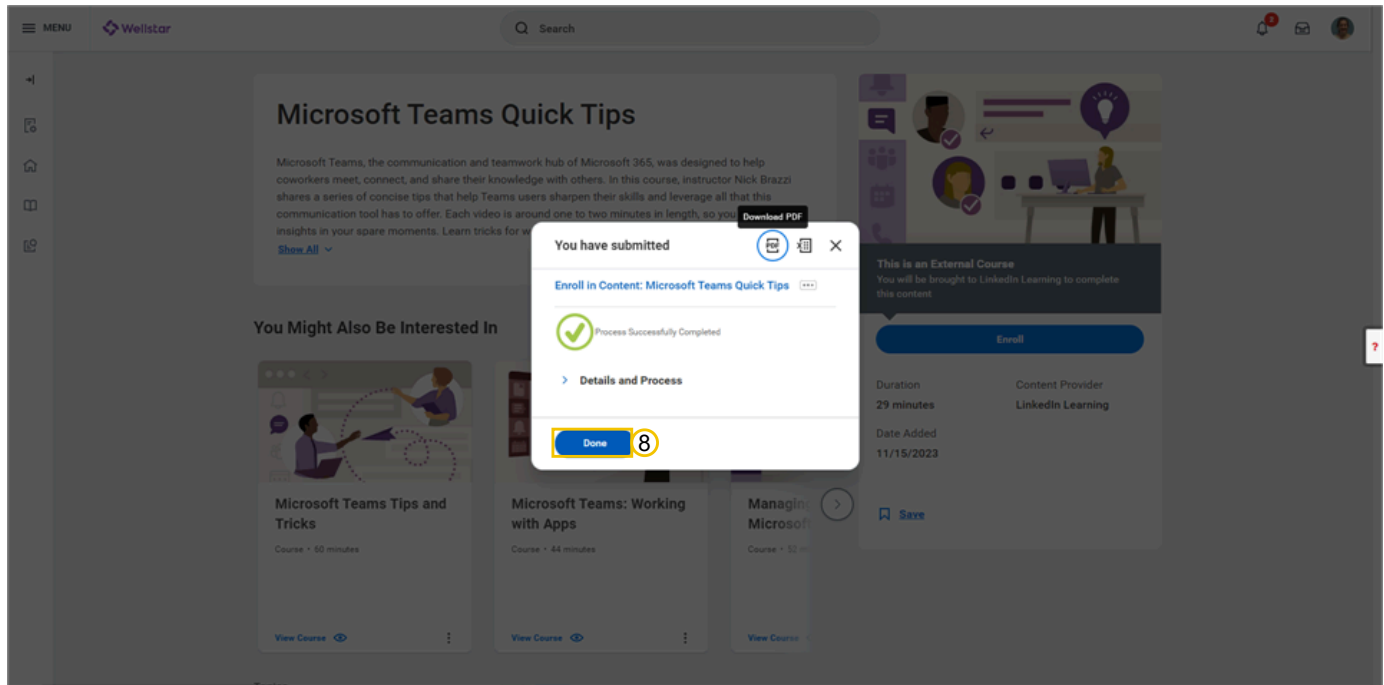 MENU
Wellstar
Search
2
Microsoft Teams Quick Tips
Microsoft Teams, the communication and teamwork hub of Microsoft 365, was designed to help
coworkers meet, connect, and share their knowledge with others. In this course, instructor Nick Brazzi
shares a series of concise tips that help Teams users sharpen their skills and leverage all that this
communication tool has to offer. Each video is around one to two minutes in length, so you
insights in your spare moments. Learn tricks for w
Show All
Download PDF
You have submitted
PDF
Enroll in Content: Microsoft Teams Quick Tips
Process Successfully Completed
Details and Process
Done
8
This is an External Course
You will be brought to LinkedIn Learning to complete
this content
Enroll
Duration
Content Provider
29 minutes
LinkedIn Learning
Date Added
11/15/2023
Save
?
You Might Also Be Interested In
Microsoft Teams Tips and
Tricks
Course • 60 minutes
View Course
Microsoft Teams: Working
with Apps
Course • 44 minutes
View Course
Managing
Microsoft
Course •
View Course